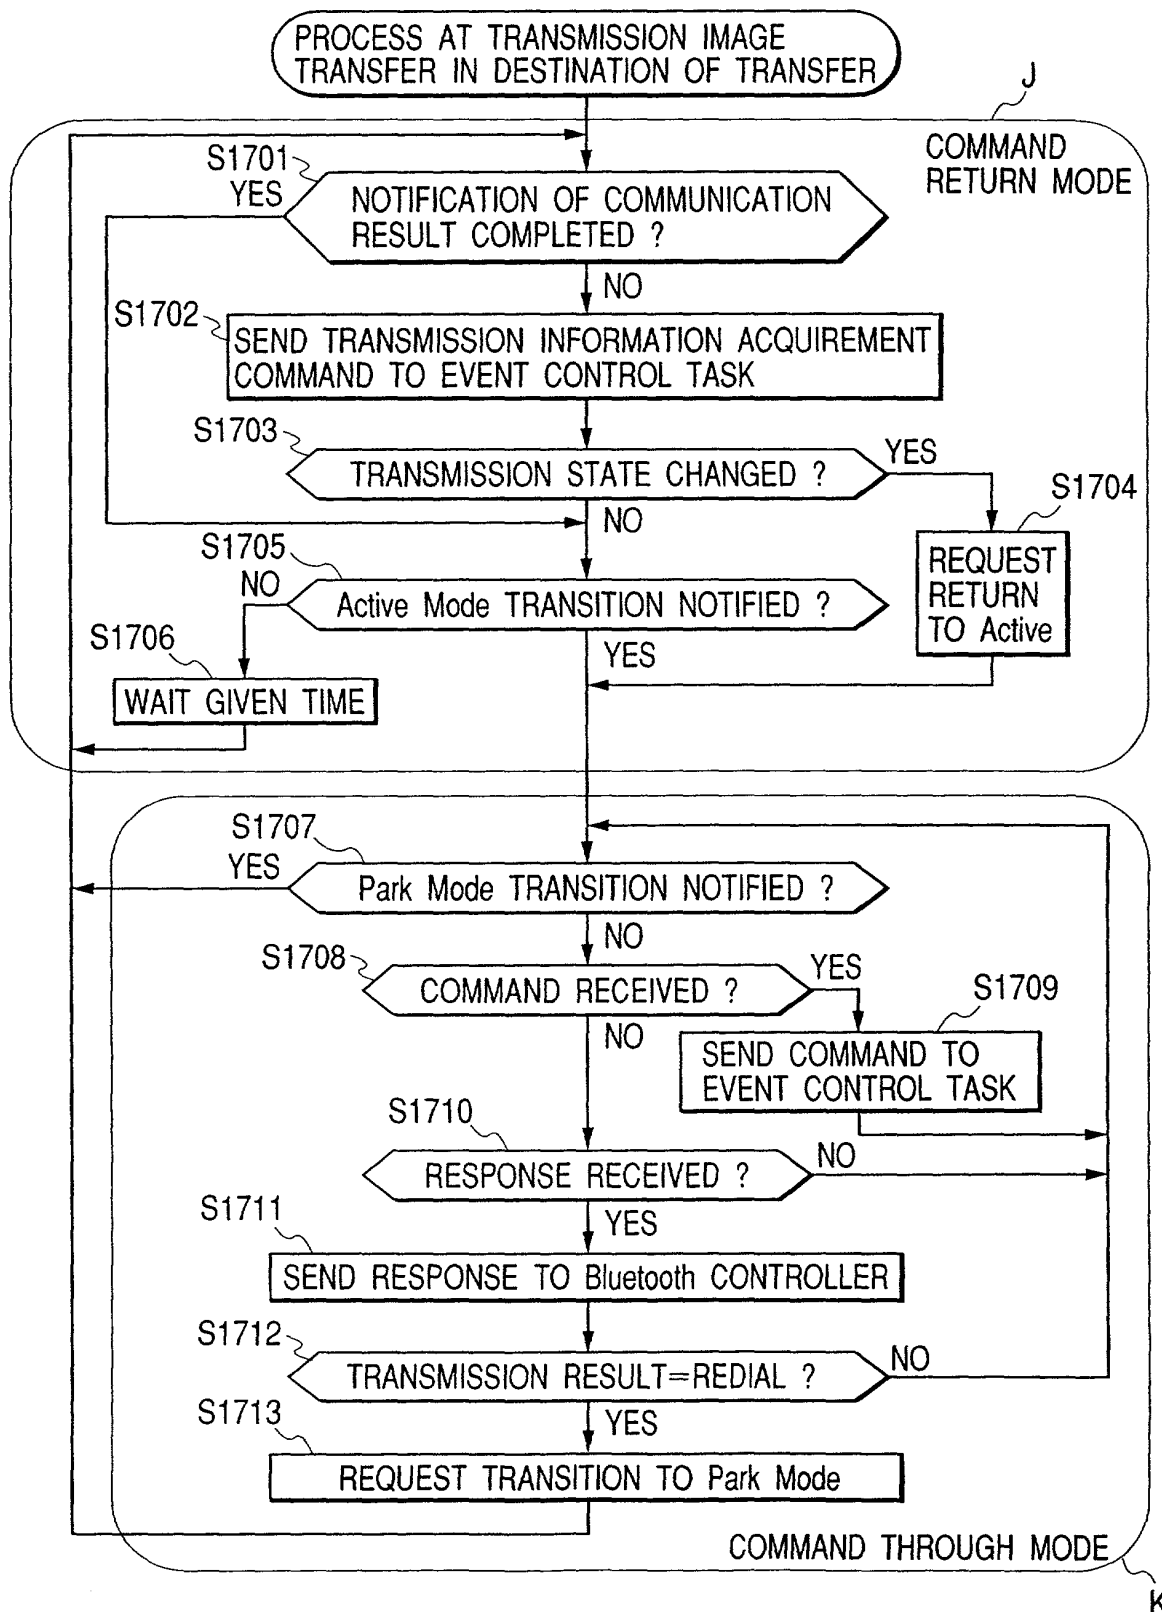 PROCESS AT TRANSMISSION IMAGE
TRANSFER IN DESTINATION OF TRANSFER
J
COMMAND
RETURN MODE
S1701
YES
NOTIFICATION OF COMMUNICATION
RESULT COMPLETED ?
NO
S1702
SEND TRANSMISSION INFORMATION ACQUIREMENT
COMMAND TO EVENT CONTROL TASK
S1703
TRANSMISSION STATE CHANGED ?
YES
NO
S1704
REQUEST
RETURN
TO Active
S1705
NO
Active Mode TRANSITION NOTIFIED ?
YES
S1706
WAIT GIVEN TIME
S1707
YES
Park Mode TRANSITION NOTIFIED ?
NO
S1708
COMMAND RECEIVED ?
YES
NO
S1709
SEND COMMAND TO
EVENT CONTROL TASK
S1710
RESPONSE RECEIVED ?
NO
YES
S1711
SEND RESPONSE TO Bluetooth CONTROLLER
S1712
TRANSMISSION RESULT=REDIAL ?
NO
YES
S1713
REQUEST TRANSITION TO Park Mode
COMMAND THROUGH MODE
K